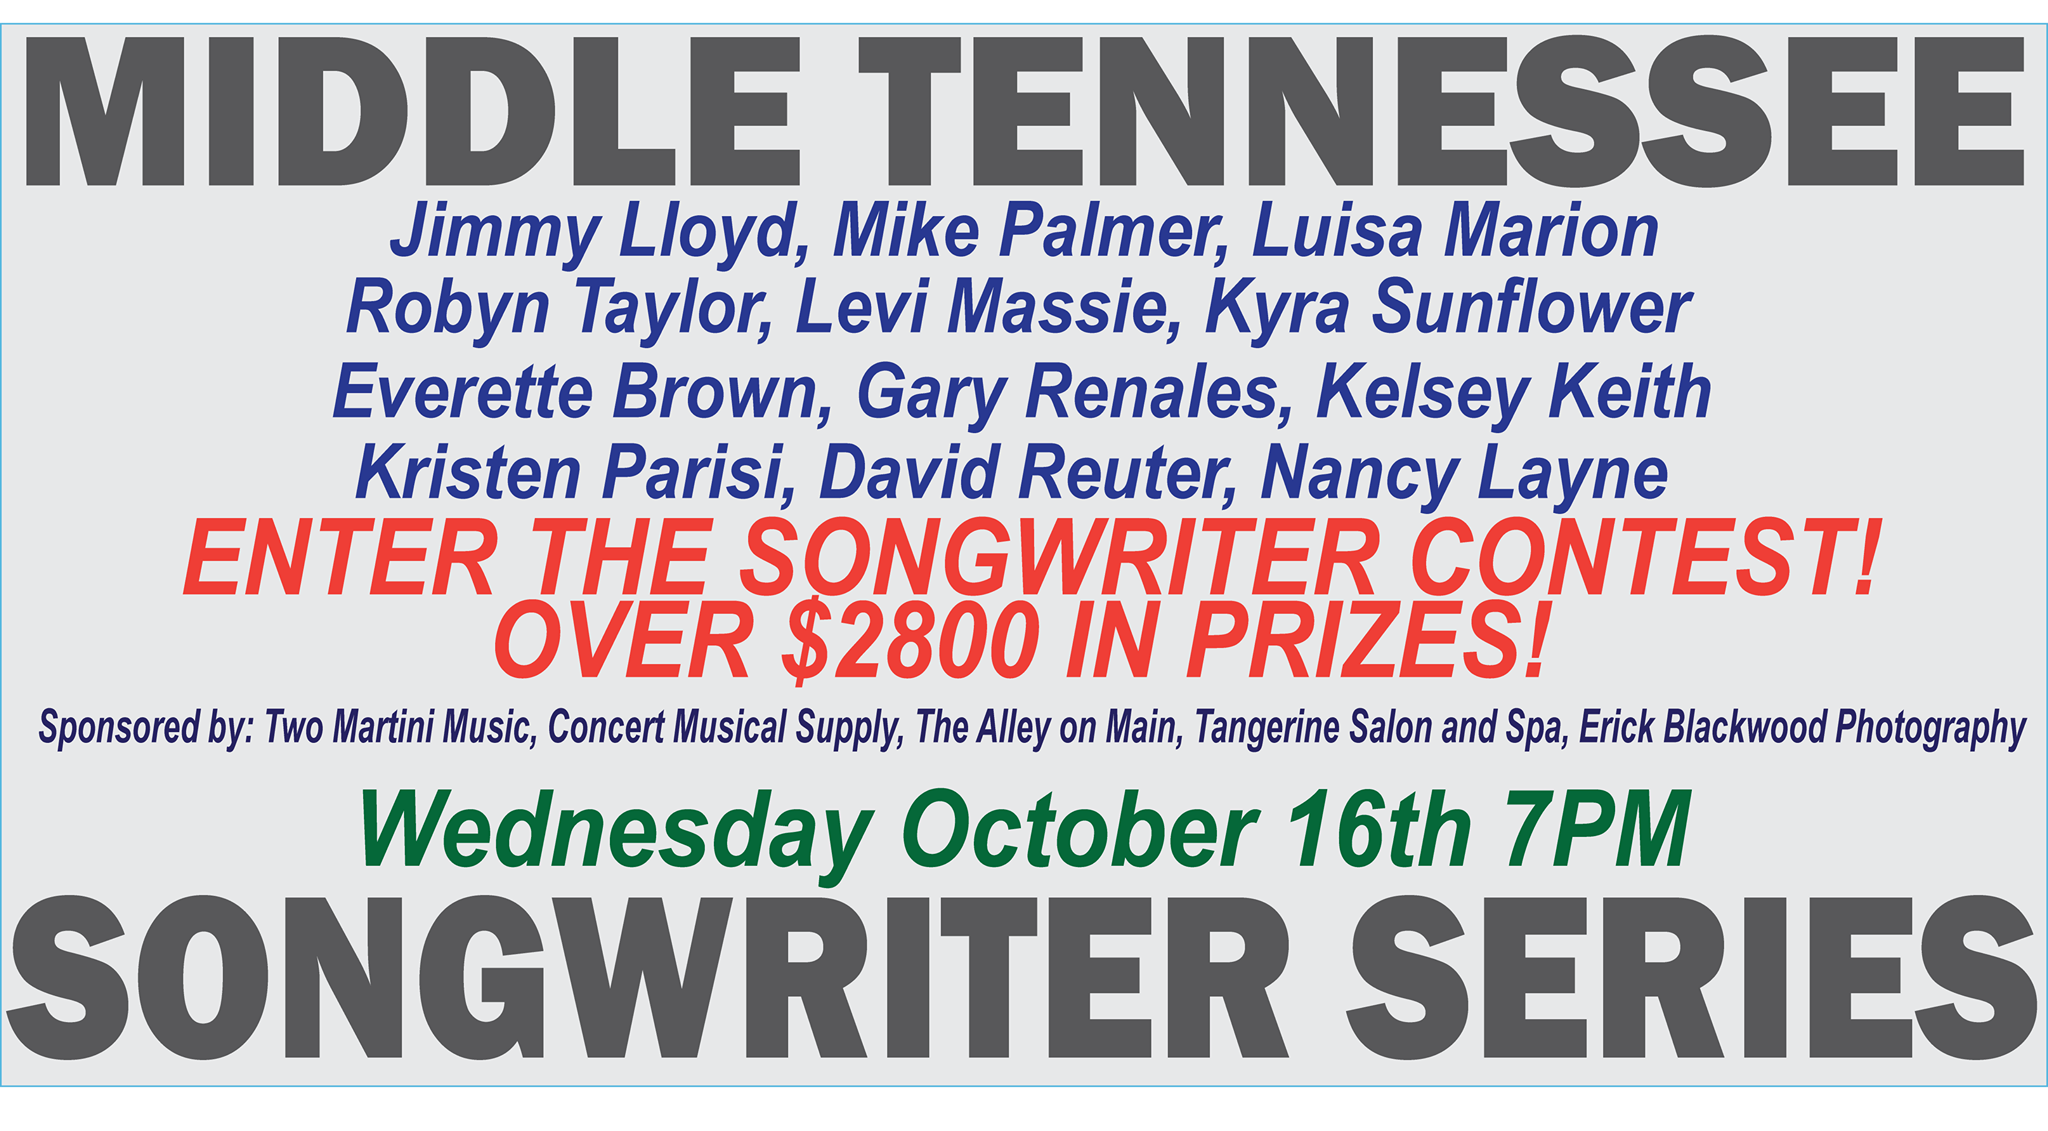 MIDDLE TENNESSEE
Jimmy Lloyd, Mike Palmer, Luisa Marion
Robyn Taylor, Levi Massie, Kyra Sunflower
Everette Brown, Gary Renales, Kelsey Keith
Kristen Parisi, David Reuter, Nancy Layne
ENTER THE SONGWRITER CONTEST!
OVER $2800 IN PRIZES!
Sponsored by: Two Martini Music, Concert Musical Supply, The Alley on Main, Tangerine Salon and Spa, Erick Blackwood Photography
Wednesday October 16th 7PM
SONGWRITER SERIES